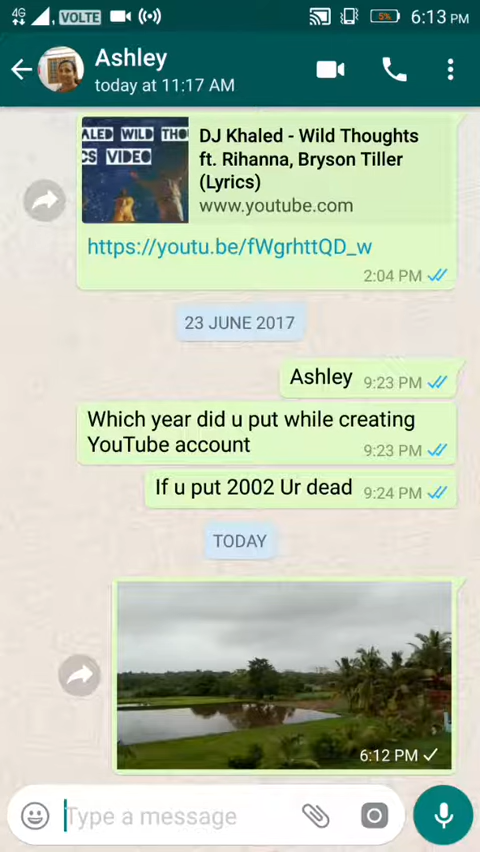 4G VOLTE 5% 6:13 PM
Ashley
today at 11:17 AM
ALED WILD THO
CS VIDEO
DJ Khaled - Wild Thoughts
ft. Rihanna, Bryson Tiller
(Lyrics)
www.youtube.com
https://youtu.be/fWgrhttQD_w
2:04 PM
23 JUNE 2017
Ashley 9:23 PM
Which year did u put while creating
YouTube account 9:23 PM
If u put 2002 Ur dead 9:24 PM
TODAY
6:12 PM
Type a message